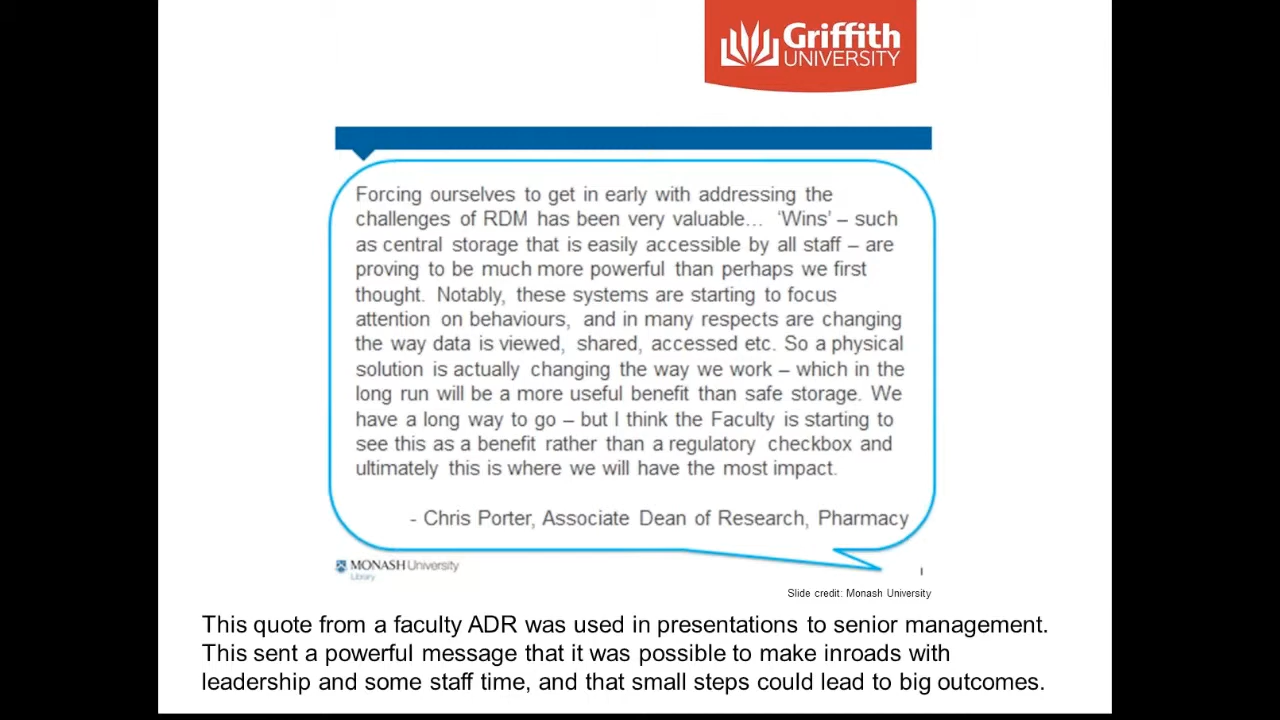 Griffith
UNIVERSITY
Forcing ourselves to get in early with addressing the
challenges of RDM has been very valuable... ‘Wins’ – such
as central storage that is easily accessible by all staff – are
proving to be much more powerful than perhaps we first
thought. Notably, these systems are starting to focus
attention on behaviours, and in many respects are changing
the way data is viewed, shared, accessed etc. So a physical
solution is actually changing the way we work – which in the
long run will be a more useful benefit than safe storage. We
have a long way to go – but I think the Faculty is starting to
see this as a benefit rather than a regulatory checkbox and
ultimately this is where we will have the most impact.
- Chris Porter, Associate Dean of Research, Pharmacy
MONASH University
Library
Slide credit: Monash University
This quote from a faculty ADR was used in presentations to senior management.
This sent a powerful message that it was possible to make inroads with
leadership and some staff time, and that small steps could lead to big outcomes.